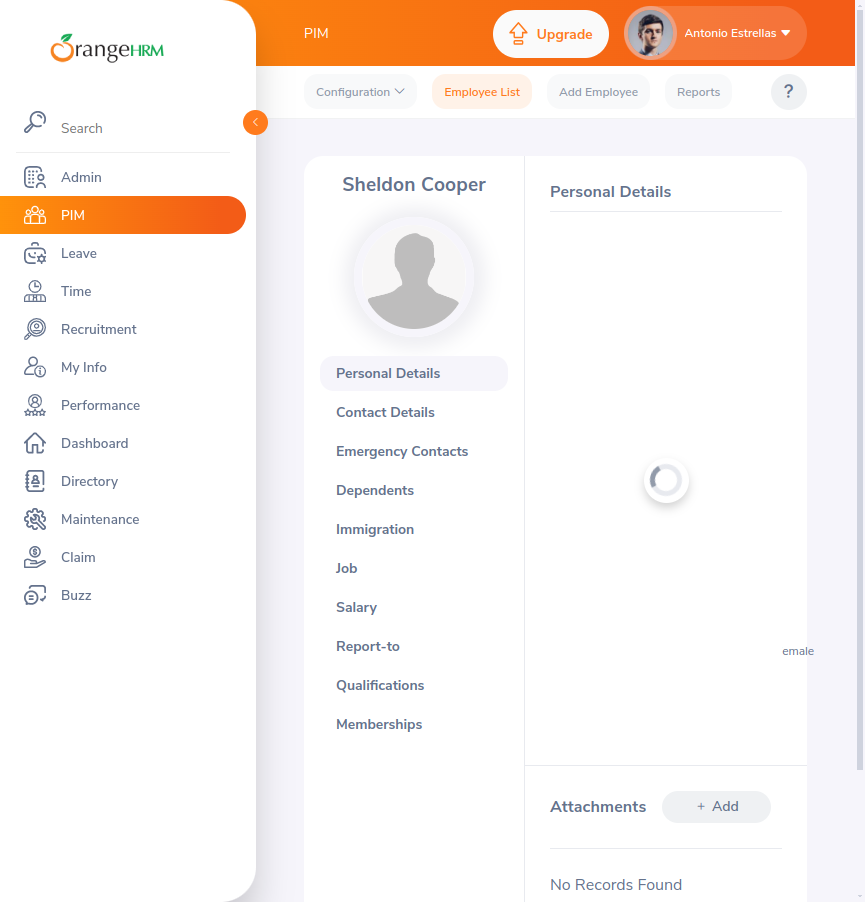 OrangeHRM
Search
Admin
PIM
Leave
Time
Recruitment
My Info
Performance
Dashboard
Directory
Maintenance
Claim
Buzz
PIM
Upgrade
Antonio Estrellas
Configuration
Employee List
Add Employee
Reports
?
Sheldon Cooper
Personal Details
Contact Details
Emergency Contacts
Dependents
Immigration
Job
Salary
Report-to
Qualifications
Memberships
Personal Details
emale
Attachments
+ Add
No Records Found